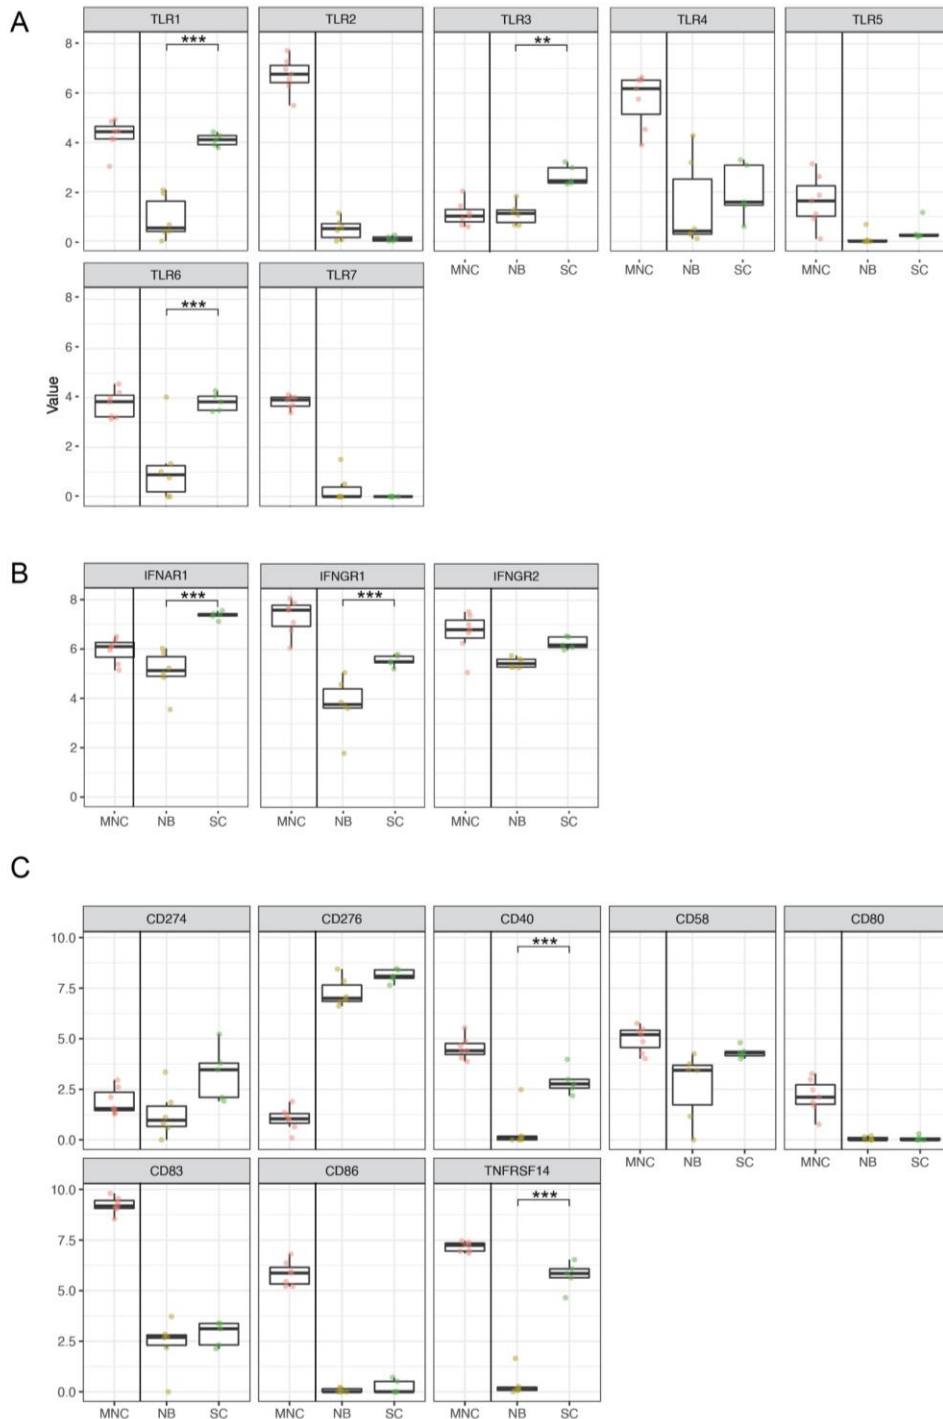 A
TLR1 TLR2 TLR3 TLR4 TLR5
*** **
8
6
4
2
0
MNC NB SC MNC NB SC MNC NB SC
TLR6 TLR7
***
Value
8
6
4
2
0
B
IFNAR1 IFNGR1 IFNGR2
*** ***
8
6
4
2
0
MNC NB SC MNC NB SC MNC NB SC
C
CD274 CD276 CD40 CD58 CD80
***
10.0
7.5
5.0
2.5
0.0
MNC NB SC MNC NB SC
CD83 CD86 TNFRSF14
***
10.0
7.5
5.0
2.5
0.0
MNC NB SC MNC NB SC MNC NB SC